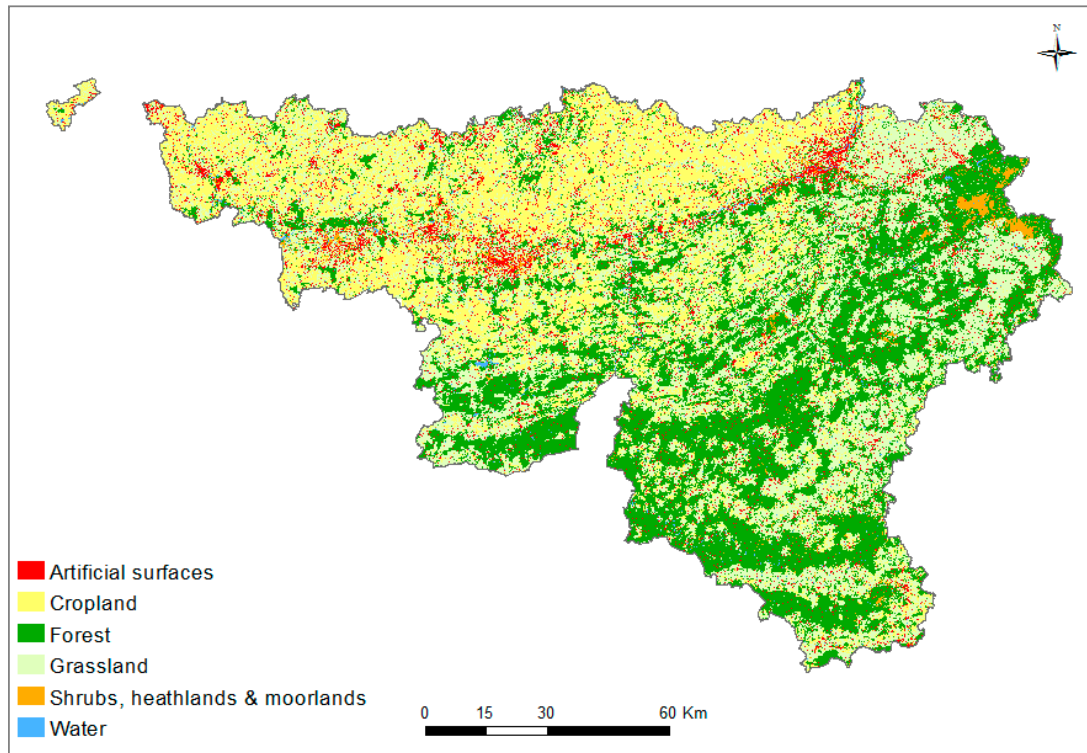 N
Artificial surfaces
Cropland
Forest
Grassland
Shrubs, heathlands & moorlands
Water
0 15 30 60 Km